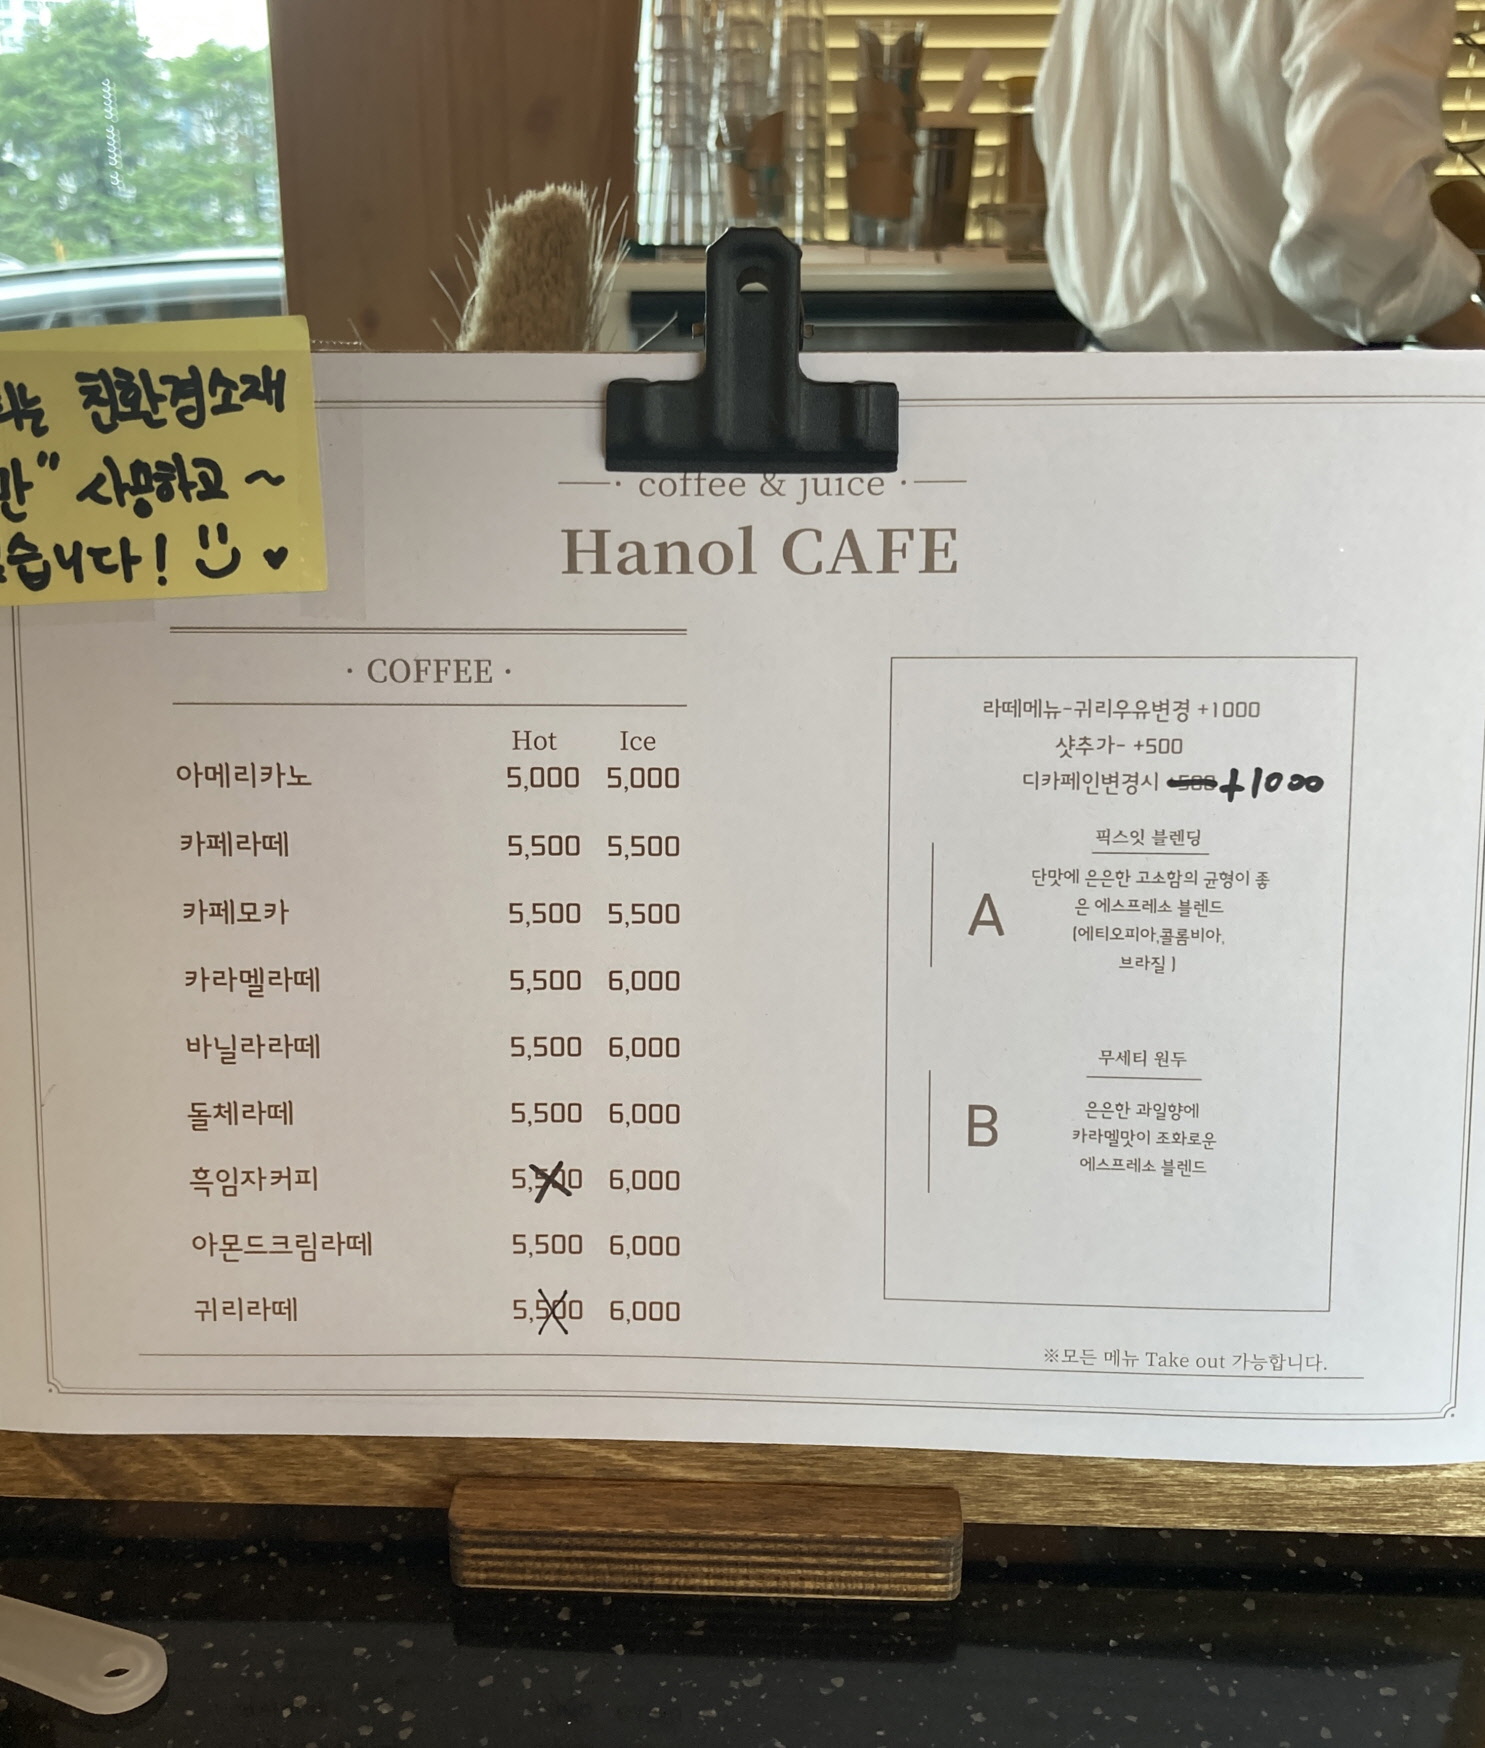 친환경소재
사용하고 ~
습니다!
coffee & juice
Hanol CAFE
· COFFEE ·
Hot Ice
아메리카노 5,000 5,000
카페라떼 5,500 5,500
카페모카 5,500 5,500
카라멜라떼 5,500 6,000
바닐라라떼 5,500 6,000
돌체라떼 5,500 6,000
흑임자커피 5,500 6,000
아몬드크림라떼 5,500 6,000
귀리라떼 5,500 6,000
라떼메뉴-귀리우유변경 +1000
샷추가- +500
디카페인변경시 +1000
A
픽스잇 블렌딩
단맛에 은은한 고소함의 균형이 좋
은 에스프레소 블렌드
(에티오피아,콜롬비아,
브라질 )
B
무세티 원두
은은한 과일향에
카라멜맛이 조화로운
에스프레소 블렌드
※모든 메뉴 Take out 가능합니다.